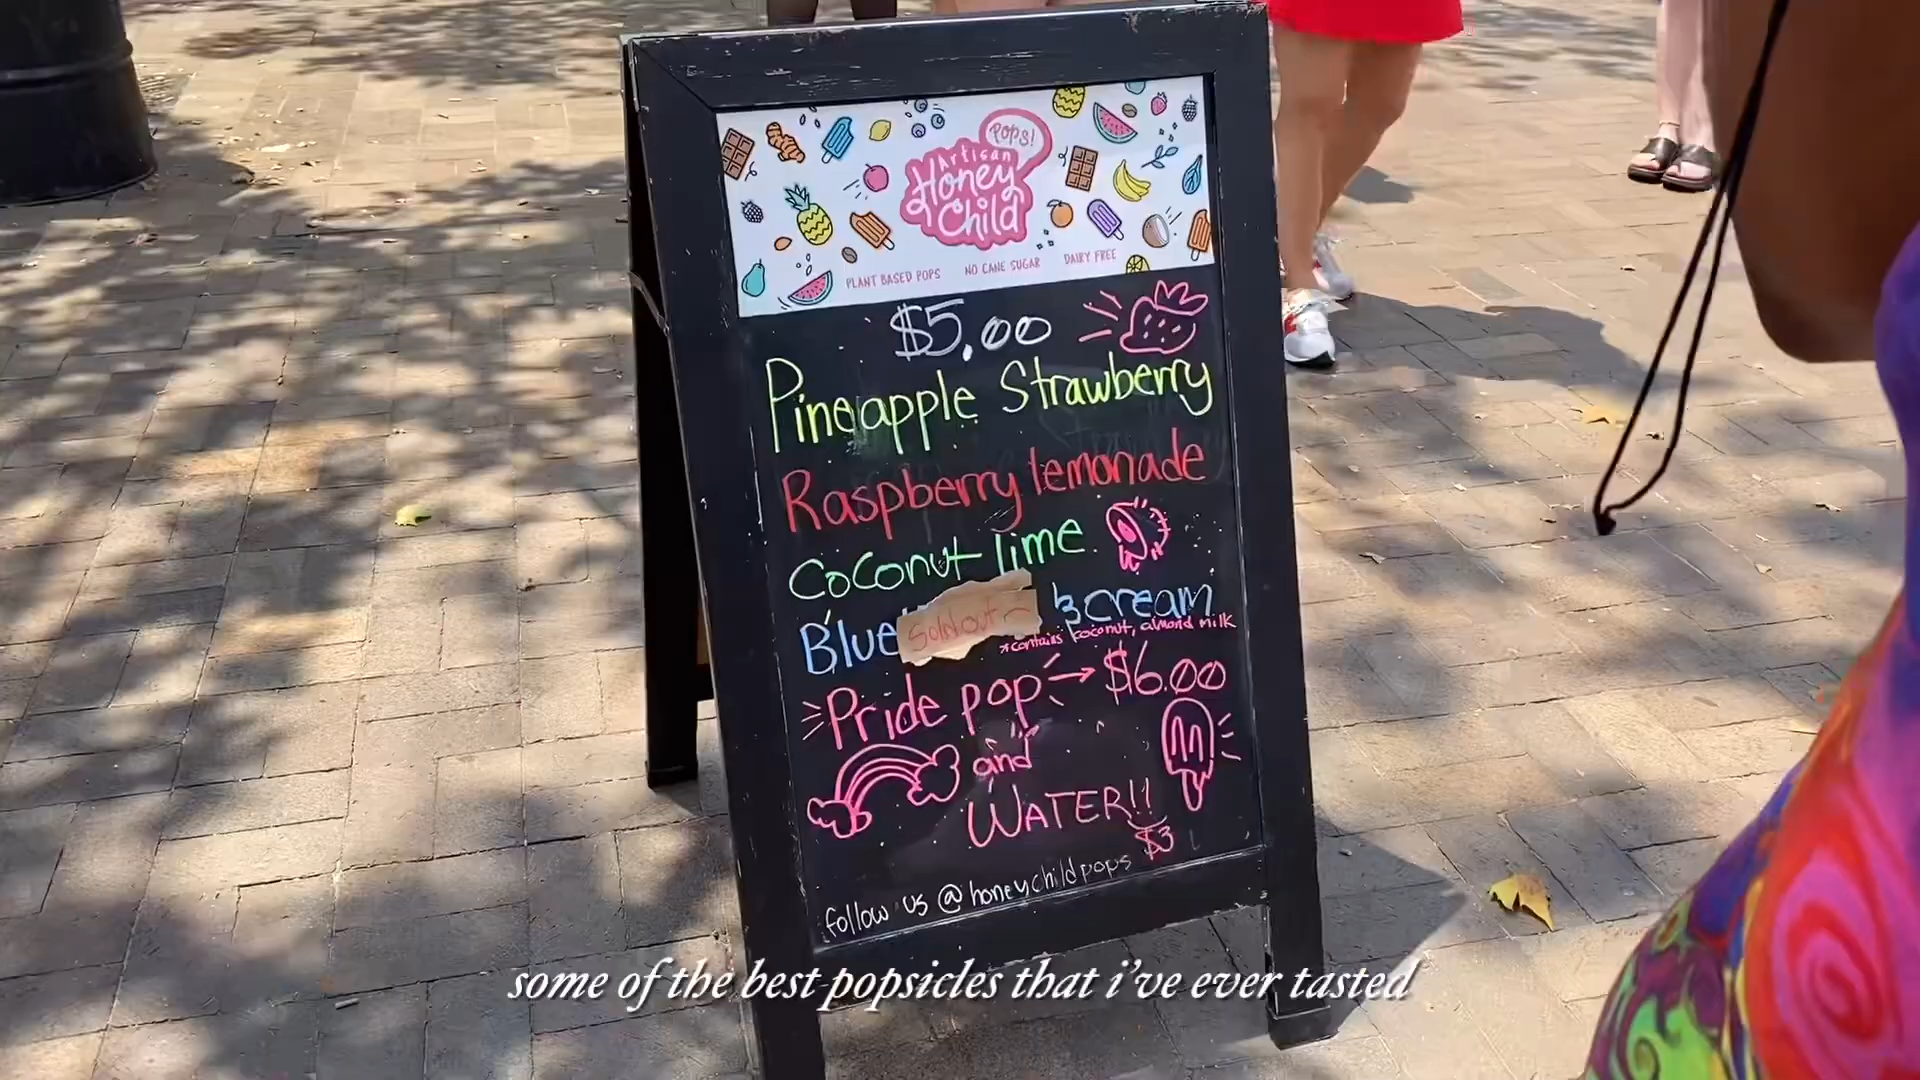 POPS!
Artisan
Honey
Child
PLANT BASED POPS NO CANE SUGAR DAIRY FREE
$5.00
Pineapple Strawberry
Raspberry lemonade
Coconut lime
Blue Sold out cream
*contains coconut, almond milk
Pride pop → $6.00
and
WATER!!
$3
follow us @honeychildpops
some of the best popsicles that i've ever tasted